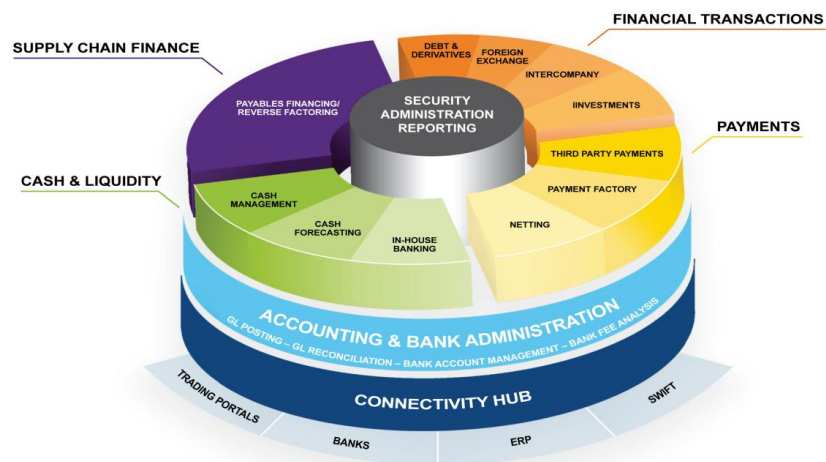 FINANCIAL TRANSACTIONS
SUPPLY CHAIN FINANCE
DEBT &
DERIVATIVES
FOREIGN
EXCHANGE
INTERCOMPANY
IINVESTMENTS
PAYABLES FINANCING/
REVERSE FACTORING
SECURITY
ADMINISTRATION
REPORTING
PAYMENTS
THIRD PARTY PAYMENTS
PAYMENT FACTORY
NETTING
CASH & LIQUIDITY
CASH
MANAGEMENT
CASH
FORECASTING
IN-HOUSE
BANKING
ACCOUNTING & BANK ADMINISTRATION
GL POSTING – GL RECONCILIATION – BANK ACCOUNT MANAGEMENT – BANK FEE ANALYSIS
CONNECTIVITY HUB
TRADING PORTALS
BANKS
ERP
SWIFT